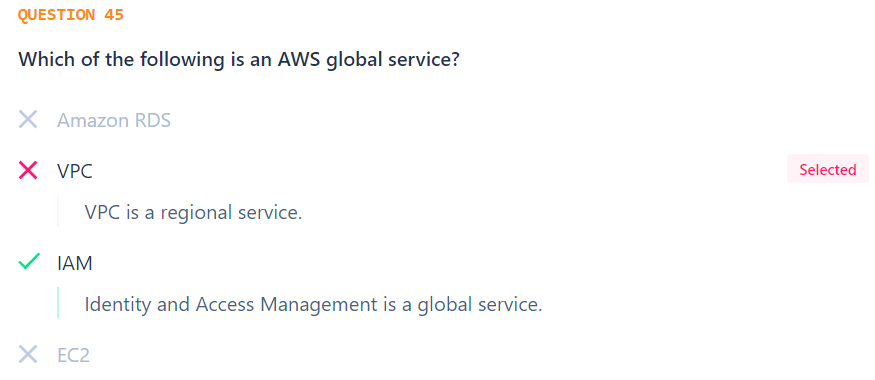 QUESTION 45
Which of the following is an AWS global service?
Amazon RDS
VPC
Selected
VPC is a regional service.
IAM
Identity and Access Management is a global service.
EC2